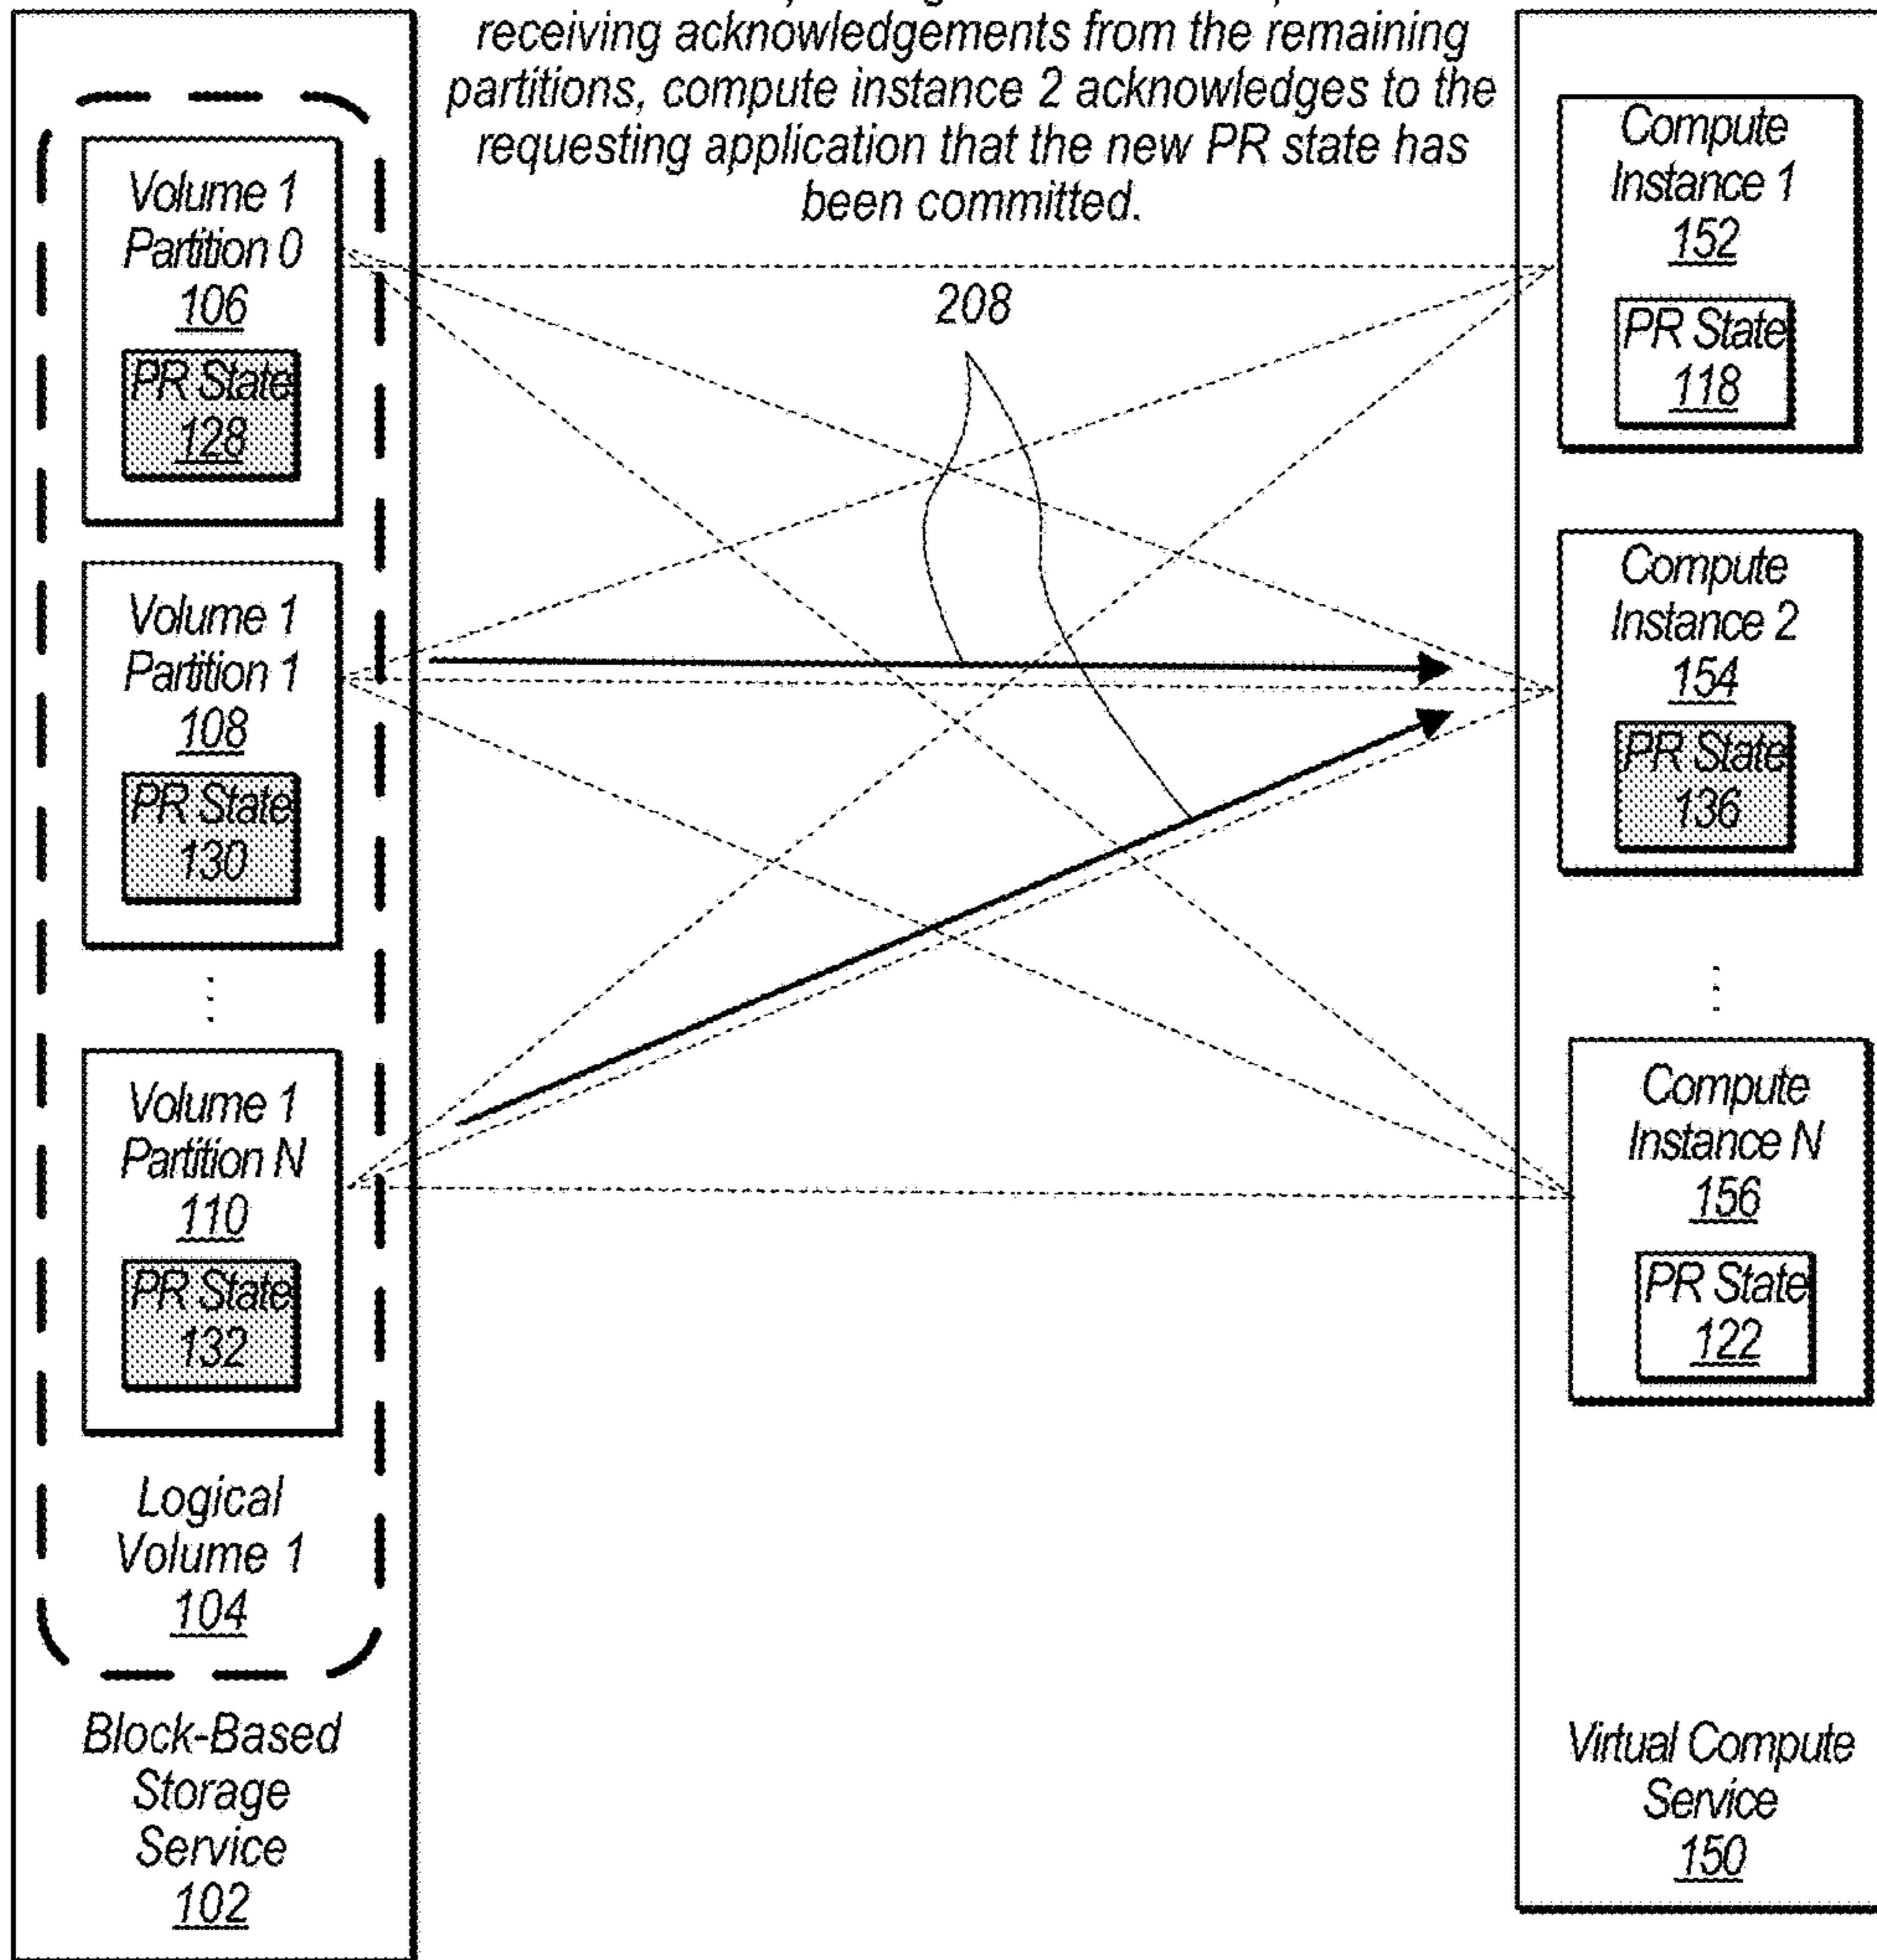 receiving acknowledgements from the remaining
partitions, compute instance 2 acknowledges to the
requesting application that the new PR state has
been committed.
208
Volume 1
Partition 0
106
PR State
128
Volume 1
Partition 1
108
PR State
130
Volume 1
Partition N
110
PR State
132
Logical
Volume 1
104
Block-Based
Storage
Service
102
Compute
Instance 1
152
PR State
118
Compute
Instance 2
154
PR State
136
Compute
Instance N
156
PR State
122
Virtual Compute
Service
150